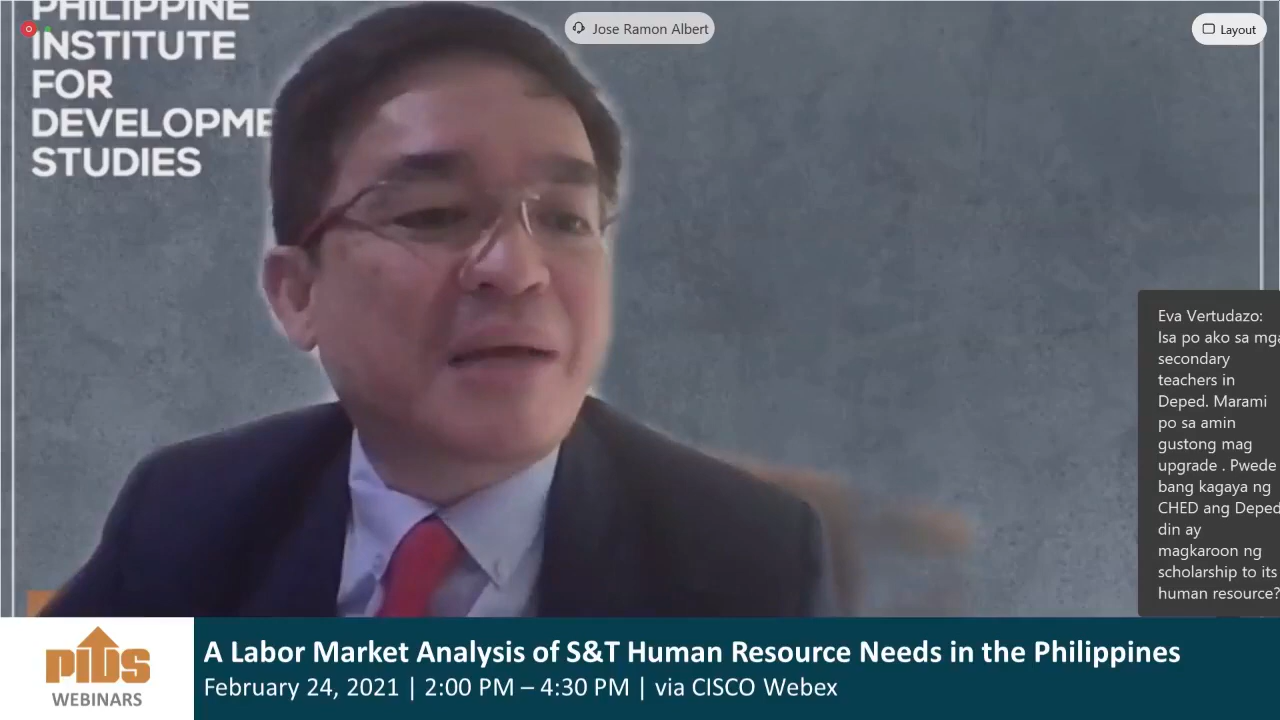 PHILIPPINE
INSTITUTE
FOR
DEVELOPME
STUDIES
Jose Ramon Albert
Layout
Eva Vertudazo:
Isa po ako sa mga
secondary
teachers in
Deped. Marami
po sa amin
gustong mag
upgrade . Pwede
bang kagaya ng
CHED ang Deped
din ay
magkaroon ng
scholarship to its
human resource?
pids
WEBINARS
A Labor Market Analysis of S&T Human Resource Needs in the Philippines
February 24, 2021 | 2:00 PM – 4:30 PM | via CISCO Webex